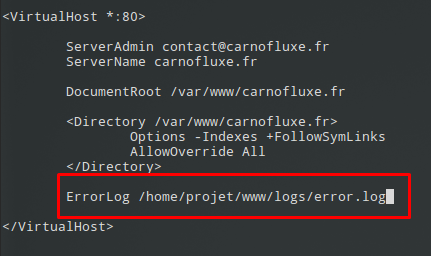 <VirtualHost *:80>
ServerAdmin contact@carnofluxe.fr
ServerName carnofluxe.fr
DocumentRoot /var/www/carnofluxe.fr
<Directory /var/www/carnofluxe.fr>
Options -Indexes +FollowSymLinks
AllowOverride All
</Directory>
ErrorLog /home/projet/www/logs/error.log
</VirtualHost>